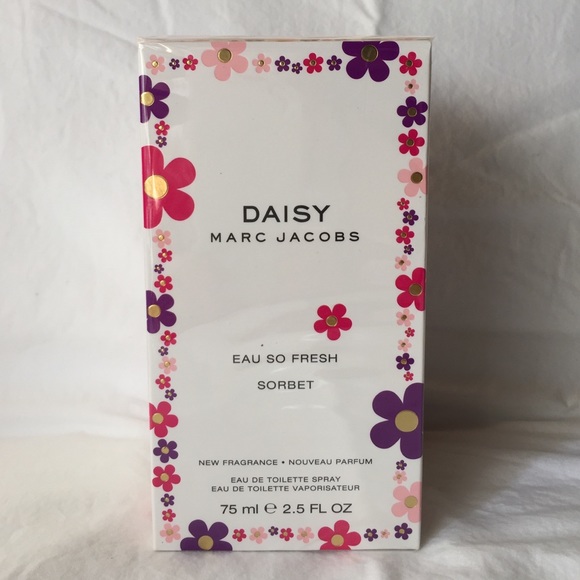 DAISY
MARC JACOBS
EAU SO FRESH
SORBET
NEW FRAGRANCE • NOUVEAU PARFUM
EAU DE TOILETTE SPRAY
EAU DE TOILETTE VAPORISATEUR
75 ml ℮ 2.5 FL OZ